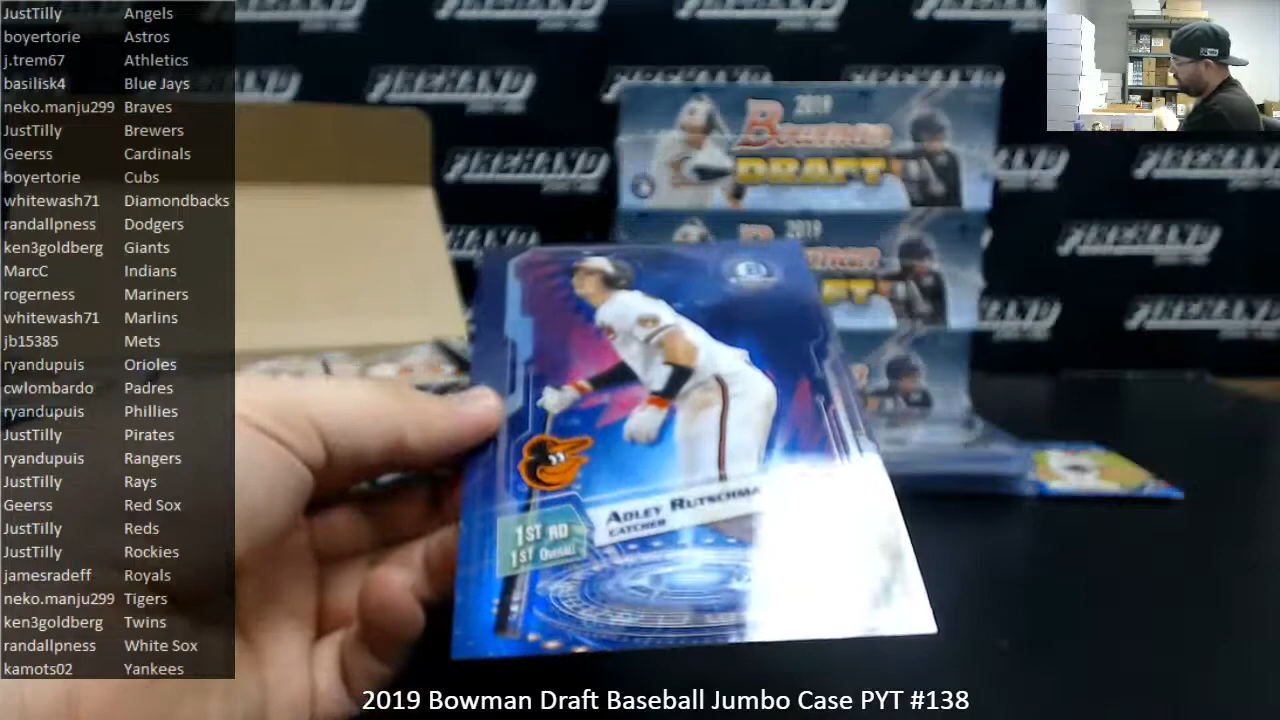 JustTilly Angels
boyertorie Astros
j.trem67 Athletics
basilisk4 Blue Jays
neko.manju299 Braves
JustTilly Brewers
Geerss Cardinals
boyertorie Cubs
whitewash71 Diamondbacks
randallpness Dodgers
ken3goldberg Giants
MarcC Indians
rogerness Mariners
whitewash71 Marlins
jb15385 Mets
ryandupuis Orioles
cwlombardo Padres
ryandupuis Phillies
JustTilly Pirates
ryandupuis Rangers
JustTilly Rays
Geerss Red Sox
JustTilly Reds
JustTilly Rockies
jamesradeff Royals
neko.manju299 Tigers
ken3goldberg Twins
randallpness White Sox
kamots02 Yankees
FIREHAND
2019
Bowman
DRAFT
FIREHAND
2019
Adley Rutschma
Catcher
1st Rd
1st Overall
2019 Bowman Draft Baseball Jumbo Case PYT #138